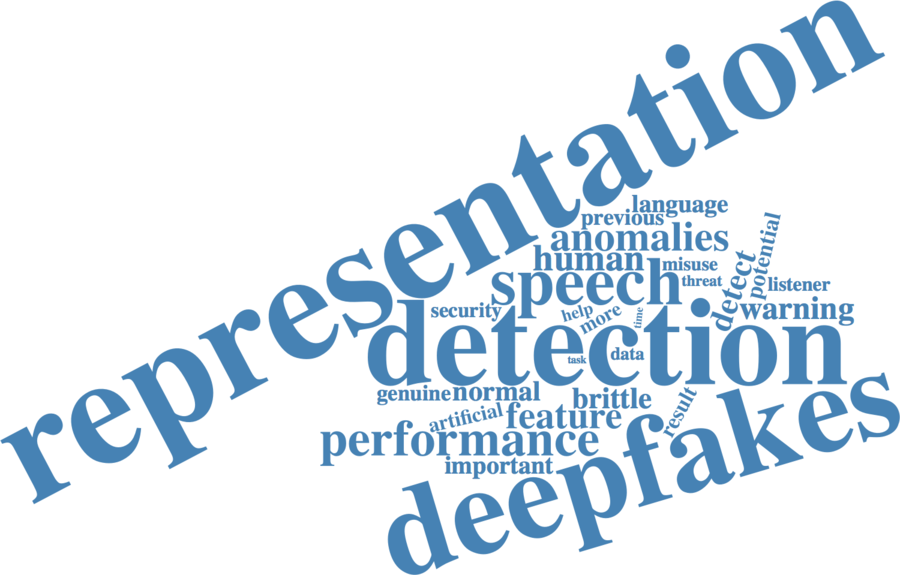 representation
language
previous
anomalies
human
misuse
speech
threat
detect
potential
listener
security
help
more
time
warning
detection
task
data
genuine
normal
brittle
result
artificial
feature
performance
important
deepfakes